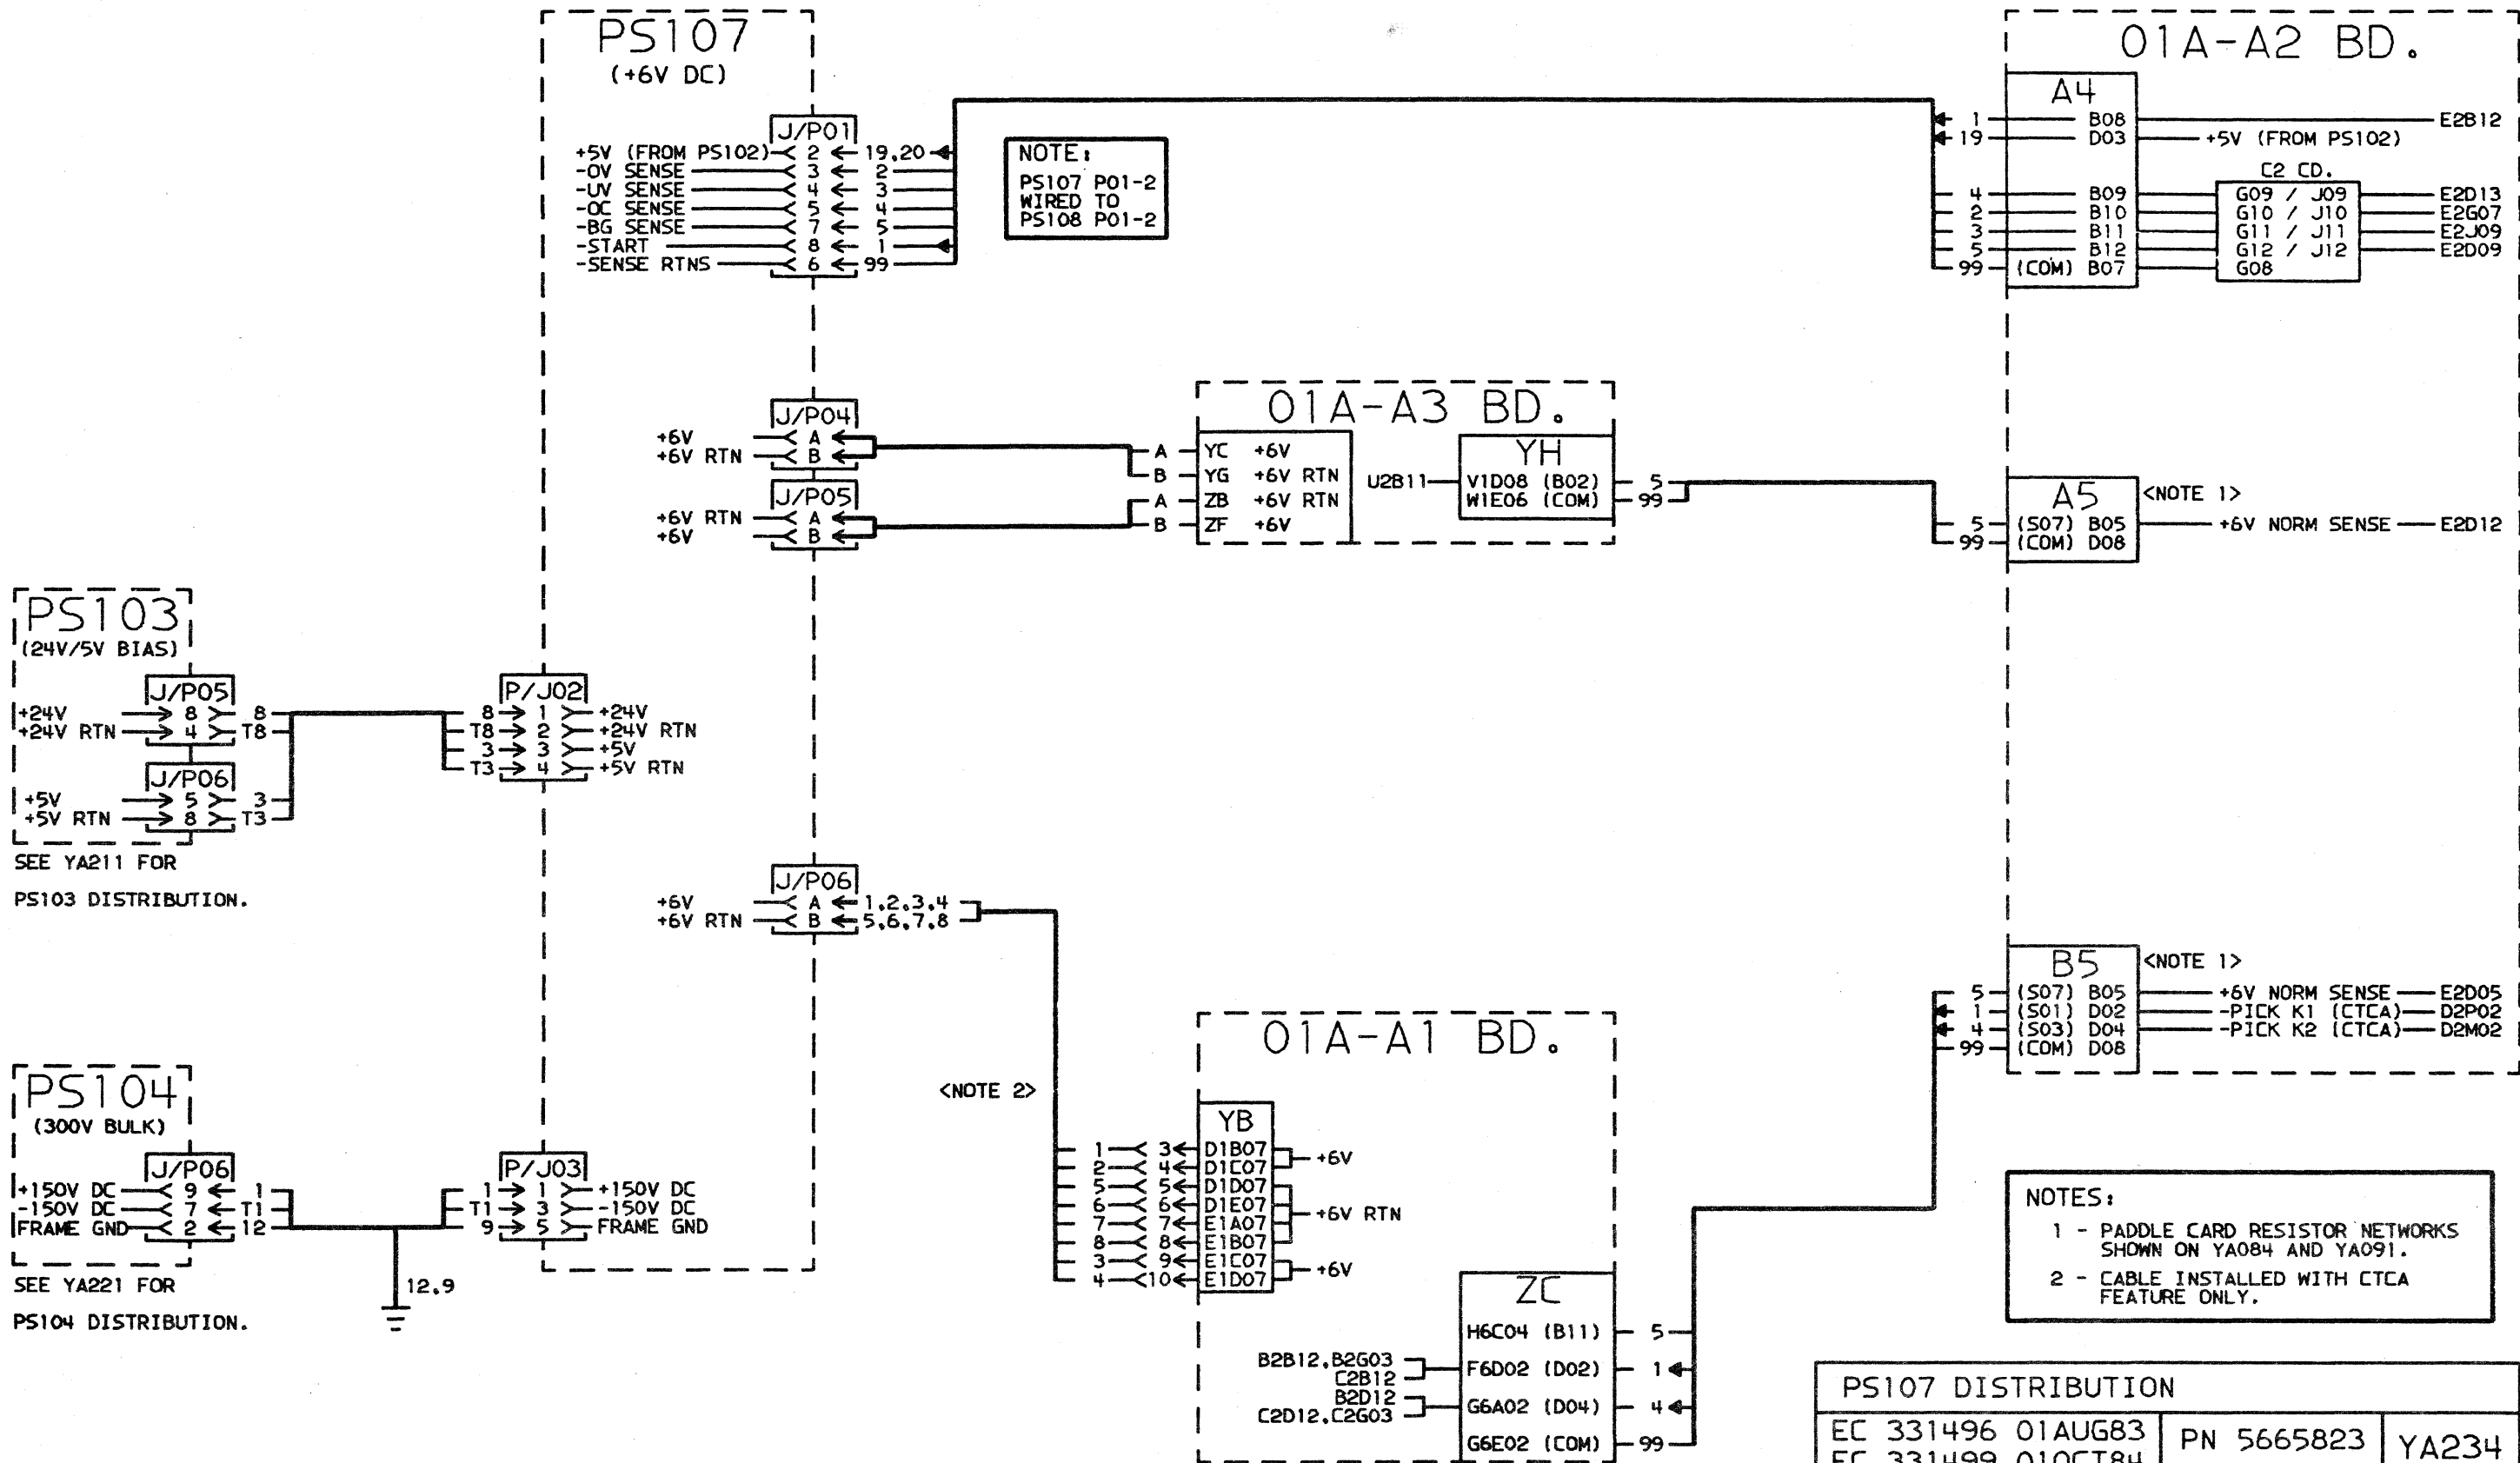 PS107
(+6V DC)
J/P01
+5V (FROM PS102) 2 19,20
-OV SENSE 3 2
-UV SENSE 4 3
-OC SENSE 5 4
-BG SENSE 7 5
-START 8 1
-SENSE RTNS 6 99
NOTE:
PS107 P01-2
WIRED TO
PS108 P01-2
01A-A2 BD.
A4
1 B08 E2B12
19 D03 +5V (FROM PS102)
C2 CD.
4 B09 G09 / J09 E2D13
2 B10 G10 / J10 E2G07
3 B11 G11 / J11 E2J09
5 B12 G12 / J12 E2D09
99 (COM) B07 G08
J/P04
+6V A
+6V RTN B
J/P05
+6V RTN A
+6V B
01A-A3 BD.
A YC +6V
B YG +6V RTN
A ZB +6V RTN
B ZF +6V
YH
U2B11 V1D08 (B02) 5
W1E06 (COM) 99
A5 <NOTE 1>
5 (S07) B05 +6V NORM SENSE E2D12
99 (COM) D08
PS103
(24V/5V BIAS)
J/P05
+24V 8 8
+24V RTN 4 T8
J/P06
+5V 5 3
+5V RTN 8 T3
SEE YA211 FOR
PS103 DISTRIBUTION.
P/J02
8 1 +24V
T8 2 +24V RTN
3 3 +5V
T3 4 +5V RTN
J/P06
+6V A 1,2,3,4
+6V RTN B 5,6,7,8
<NOTE 2>
B5 <NOTE 1>
5 (S07) B05 +6V NORM SENSE E2D05
1 (S01) D02 -PICK K1 (CTCA) D2P02
4 (S03) D04 -PICK K2 (CTCA) D2M02
99 (COM) D08
PS104
(300V BULK)
J/P06
+150V DC 9 1
-150V DC 7 T1
FRAME GND 2 12
SEE YA221 FOR
PS104 DISTRIBUTION.
12,9
P/J03
1 1 +150V DC
T1 3 -150V DC
9 5 FRAME GND
01A-A1 BD.
YB
1 3 D1B07
2 4 D1C07
+6V
5 5 D1D07
6 6 D1E07
7 7 E1A07
8 8 E1B07
+6V RTN
3 9 E1C07
4 10 E1D07
+6V
ZC
H6C04 (B11) 5
B2B12,B2G03
C2B12
F6D02 (D02) 1
B2D12
C2D12,C2G03
G6A02 (D04) 4
G6E02 (COM) 99
NOTES:
1 - PADDLE CARD RESISTOR NETWORKS
SHOWN ON YA084 AND YA091.
2 - CABLE INSTALLED WITH CTCA
FEATURE ONLY.
PS107 DISTRIBUTION
EC 331496 01AUG83
EC 331499 01OCT84
PN 5665823
YA234